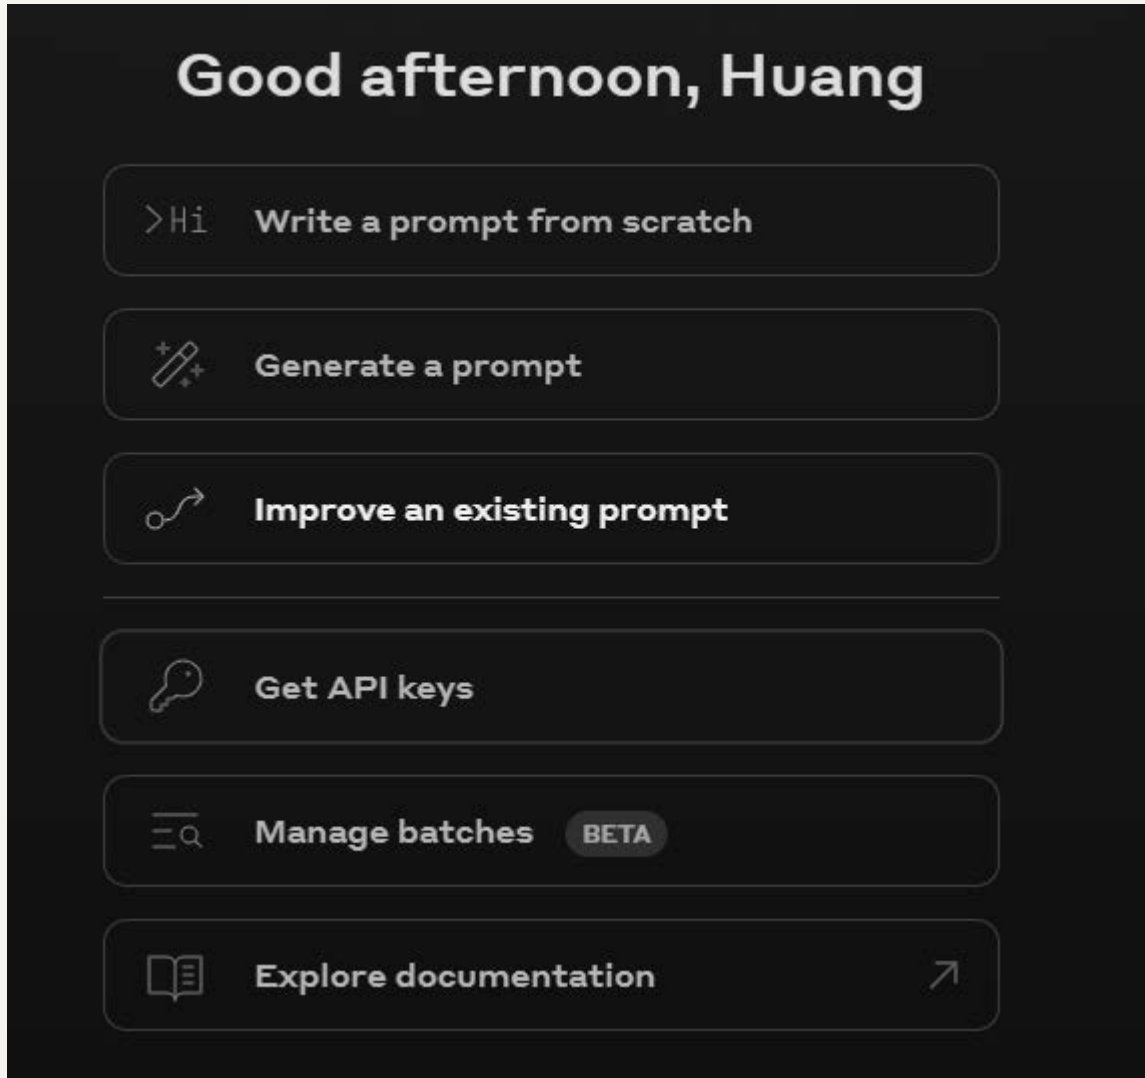 Good afternoon, Huang
>Hi Write a prompt from scratch
Generate a prompt
Improve an existing prompt
Get API keys
Manage batches BETA
Explore documentation